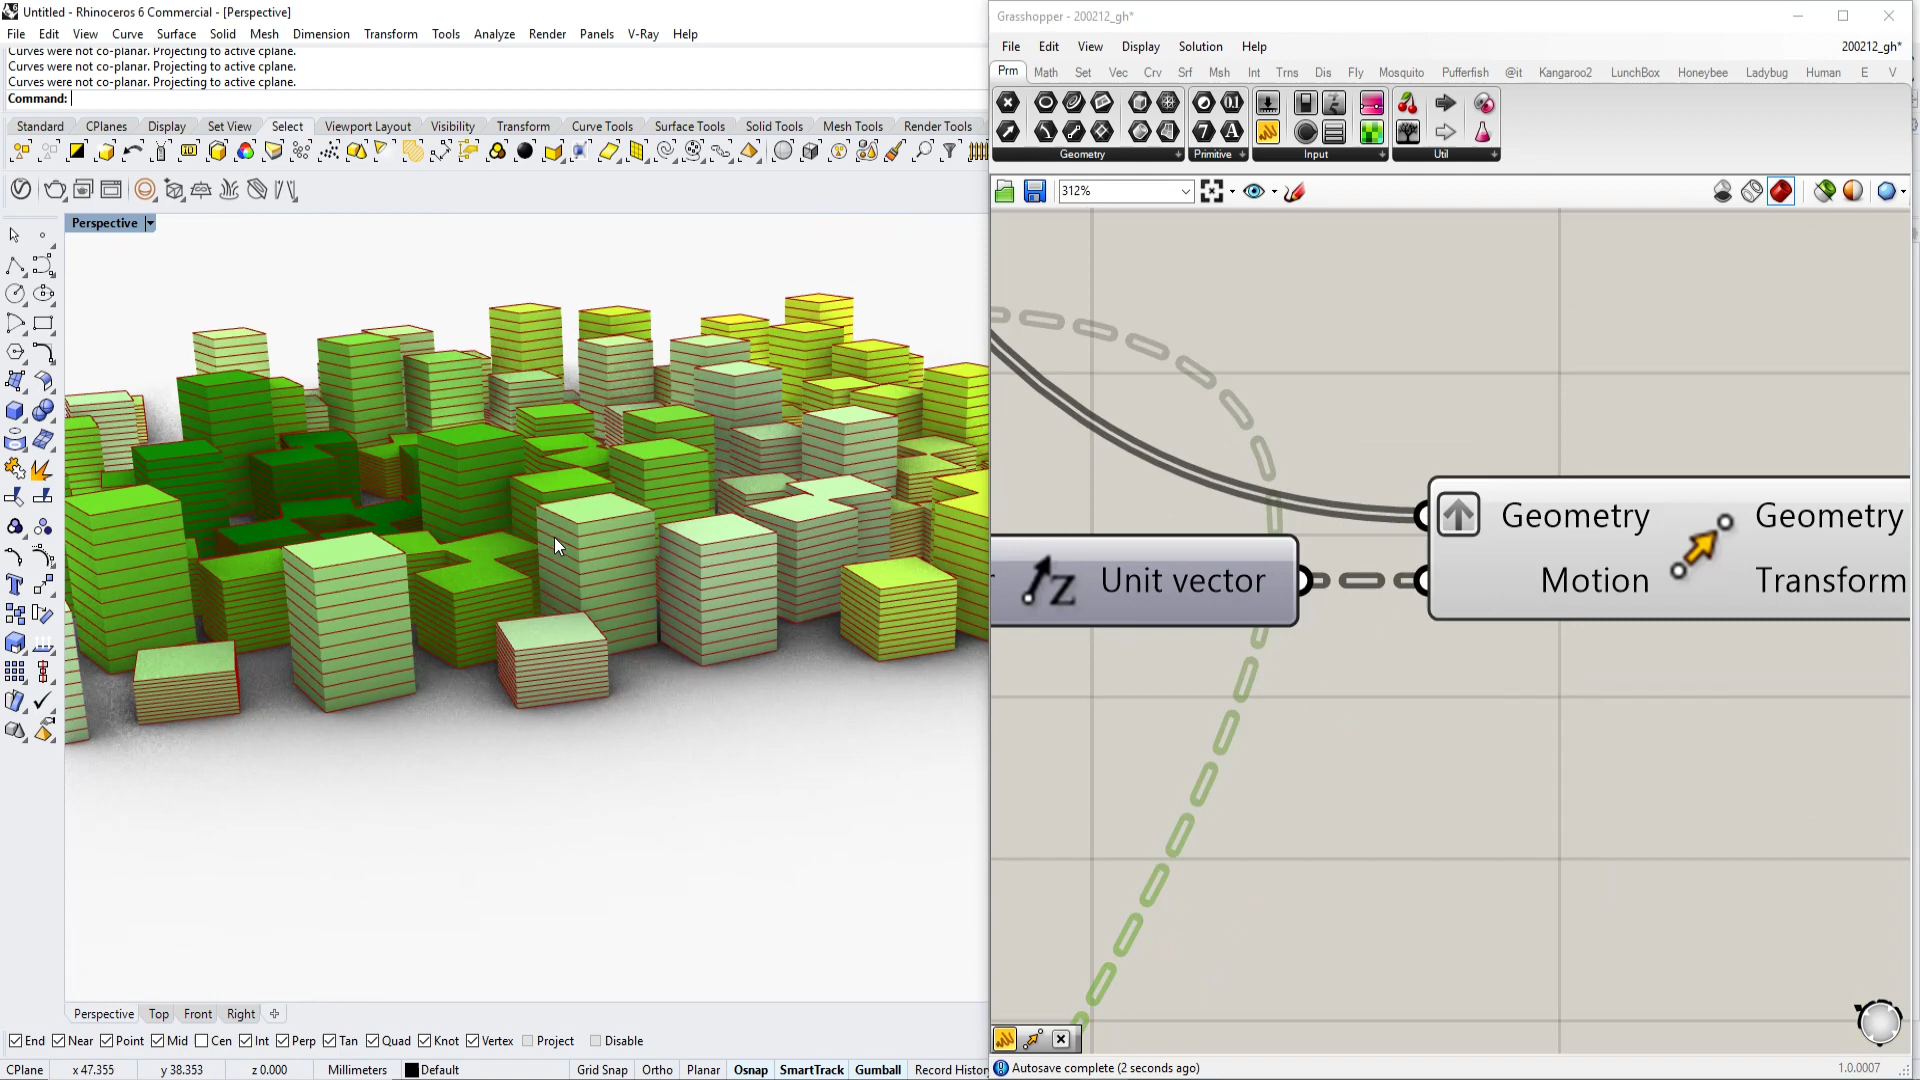 Untitled - Rhinoceros 6 Commercial - [Perspective]
File Edit View Curve Surface Solid Mesh Dimension Transform Tools Analyze Render Panels V-Ray Help
Curves were not co-planar. Projecting to active cplane.
Curves were not co-planar. Projecting to active cplane.
Curves were not co-planar. Projecting to active cplane.
Command:
Standard CPlanes Display Set View Select Viewport Layout Visibility Transform Curve Tools Surface Tools Solid Tools Mesh Tools Render Tools
Perspective
Perspective Top Front Right
End Near Point Mid Cen Int Perp Tan Quad Knot Vertex Project Disable
CPlane x 47.355 y 38.353 z 0.000 Millimeters Default Grid Snap Ortho Planar Osnap SmartTrack Gumball Record Histor
Grasshopper - 200212_gh*
File Edit View Display Solution Help 200212_gh*
Prm Math Set Vec Crv Srf Msh Int Trns Dis Fly Mosquito Pufferfish @it Kangaroo2 LunchBox Honeybee Ladybug Human E V
Geometry Primitive Input Util
312%
Geometry Geometry
Unit vector Motion Transform
Autosave complete (2 seconds ago) 1.0.0007